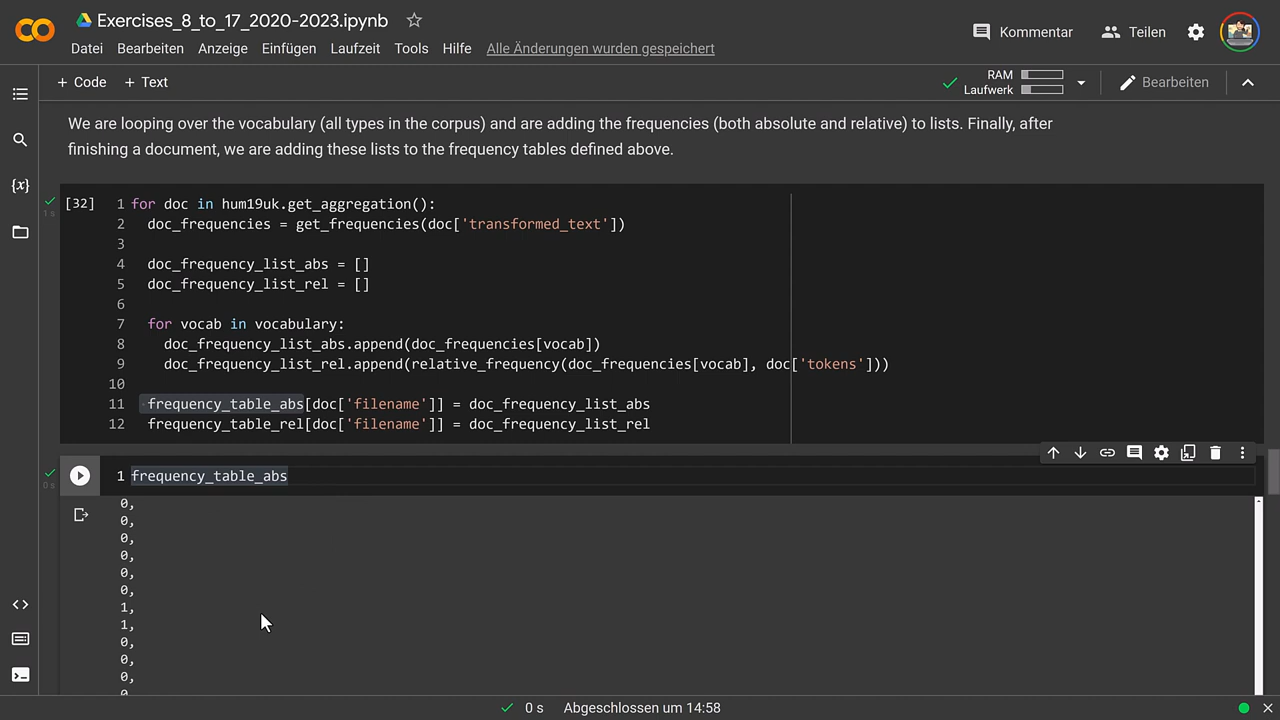 Exercises_8_to_17_2020-2023.ipynb
Kommentar
Teilen
Datei Bearbeiten Anzeige Einfügen Laufzeit Tools Hilfe Alle Änderungen wurden gespeichert
+ Code + Text
RAM
Laufwerk
Bearbeiten
We are looping over the vocabulary (all types in the corpus) and are adding the frequencies (both absolute and relative) to lists. Finally, after
finishing a document, we are adding these lists to the frequency tables defined above.
[32]
1s
1 for doc in hum19uk.get_aggregation():
2   doc_frequencies = get_frequencies(doc['transformed_text'])
3
4   doc_frequency_list_abs = []
5   doc_frequency_list_rel = []
6
7   for vocab in vocabulary:
8     doc_frequency_list_abs.append(doc_frequencies[vocab])
9     doc_frequency_list_rel.append(relative_frequency(doc_frequencies[vocab], doc['tokens']))
10
11   frequency_table_abs[doc['filename']] = doc_frequency_list_abs
12   frequency_table_rel[doc['filename']] = doc_frequency_list_rel
0s
1 frequency_table_abs
0,
0,
0,
0,
0,
0,
1,
1,
0,
0,
0,
0
0 s Abgeschlossen um 14:58